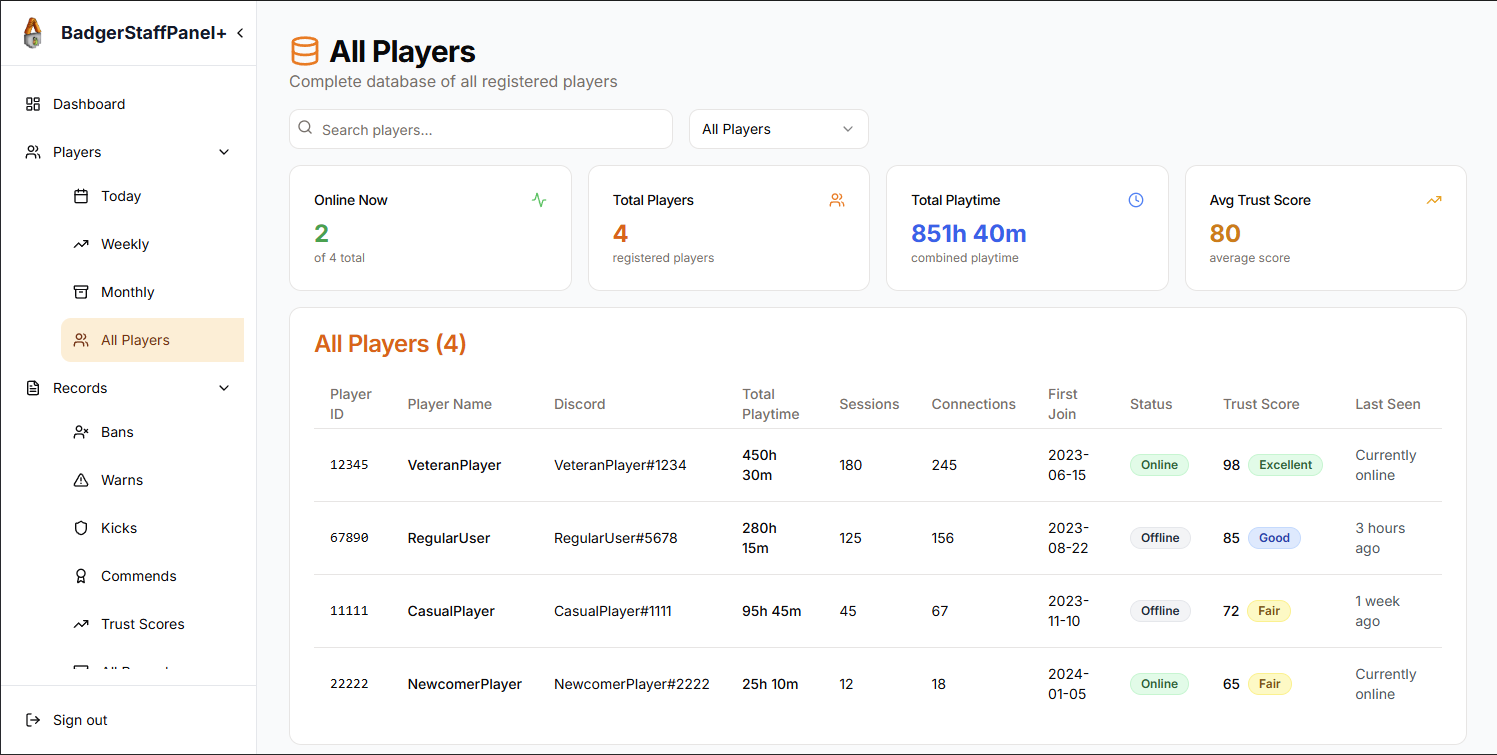 BadgerStaffPanel+
Dashboard
Players
Today
Weekly
Monthly
All Players
Records
Bans
Warns
Kicks
Commends
Trust Scores
Sign out
All Players
Complete database of all registered players
Search players...
All Players
Online Now
2
of 4 total
Total Players
4
registered players
Total Playtime
851h 40m
combined playtime
Avg Trust Score
80
average score
All Players (4)
Player ID Player Name Discord Total Playtime Sessions Connections First Join Status Trust Score Last Seen
12345 VeteranPlayer VeteranPlayer#1234 450h 30m 180 245 2023-06-15 Online 98 Excellent Currently online
67890 RegularUser RegularUser#5678 280h 15m 125 156 2023-08-22 Offline 85 Good 3 hours ago
11111 CasualPlayer CasualPlayer#1111 95h 45m 45 67 2023-11-10 Offline 72 Fair 1 week ago
22222 NewcomerPlayer NewcomerPlayer#2222 25h 10m 12 18 2024-01-05 Online 65 Fair Currently online